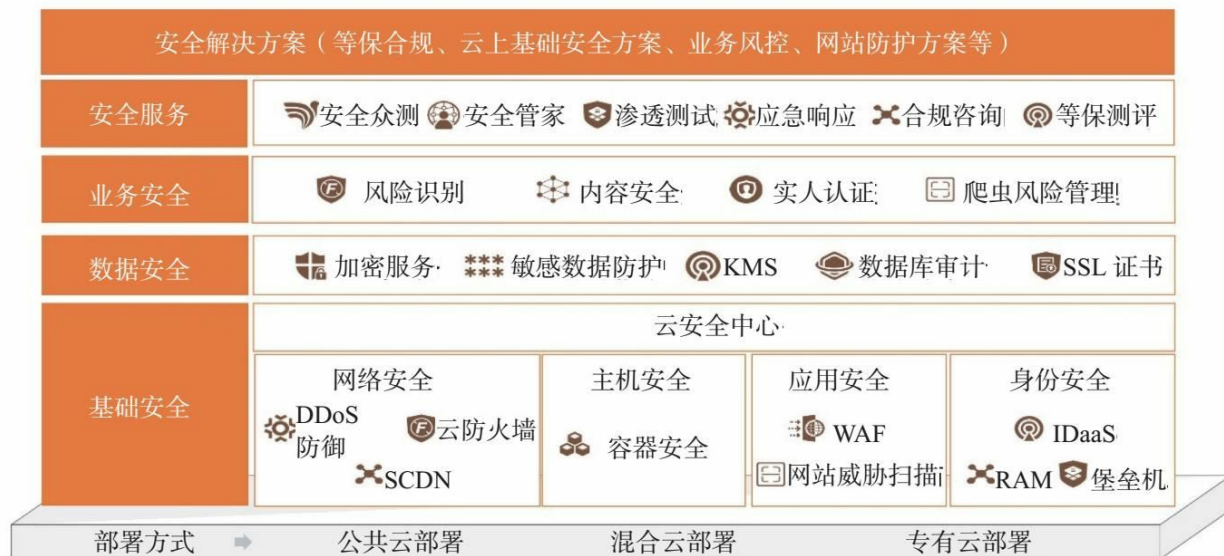 安全解决方案（等保合规、云上基础安全方案、业务风控、网站防护方案等）
安全服务
安全众测 安全管家 渗透测试 应急响应 合规咨询 等保测评
业务安全
风险识别 内容安全 实人认证 爬虫风险管理
数据安全
加密服务 敏感数据防护 KMS 数据库审计 SSL 证书
基础安全
云安全中心
网络安全
DDoS
防御
云防火墙
SCDN
主机安全
容器安全
应用安全
WAF
网站威胁扫描
身份安全
IDaaS
RAM 堡垒机
部署方式 公共云部署 混合云部署 专有云部署